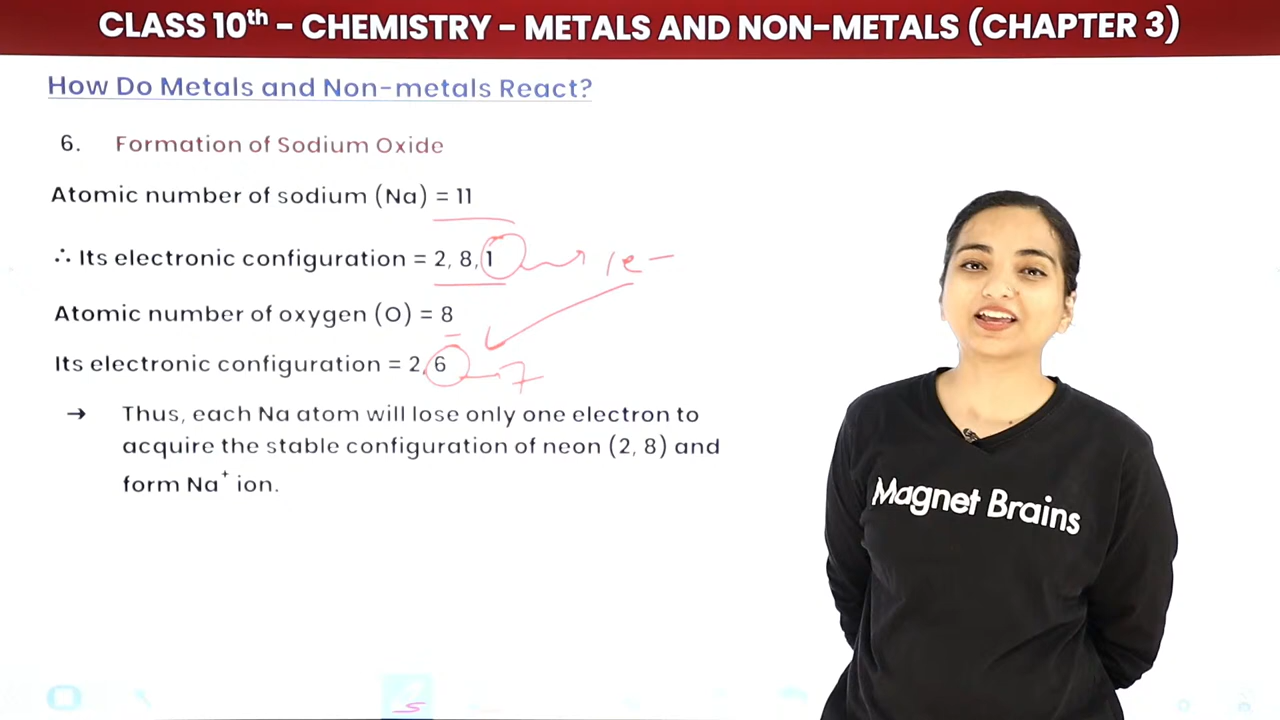 CLASS 10th - CHEMISTRY - METALS AND NON-METALS (CHAPTER 3)
How Do Metals and Non-metals React?
6. Formation of Sodium Oxide
Atomic number of sodium (Na) = 11
∴ Its electronic configuration = 2, 8, 1 1e-
Atomic number of oxygen (O) = 8
Its electronic configuration = 2, 6 7
→ Thus, each Na atom will lose only one electron to
acquire the stable configuration of neon (2, 8) and
form Na⁺ ion.
Magnet Brains